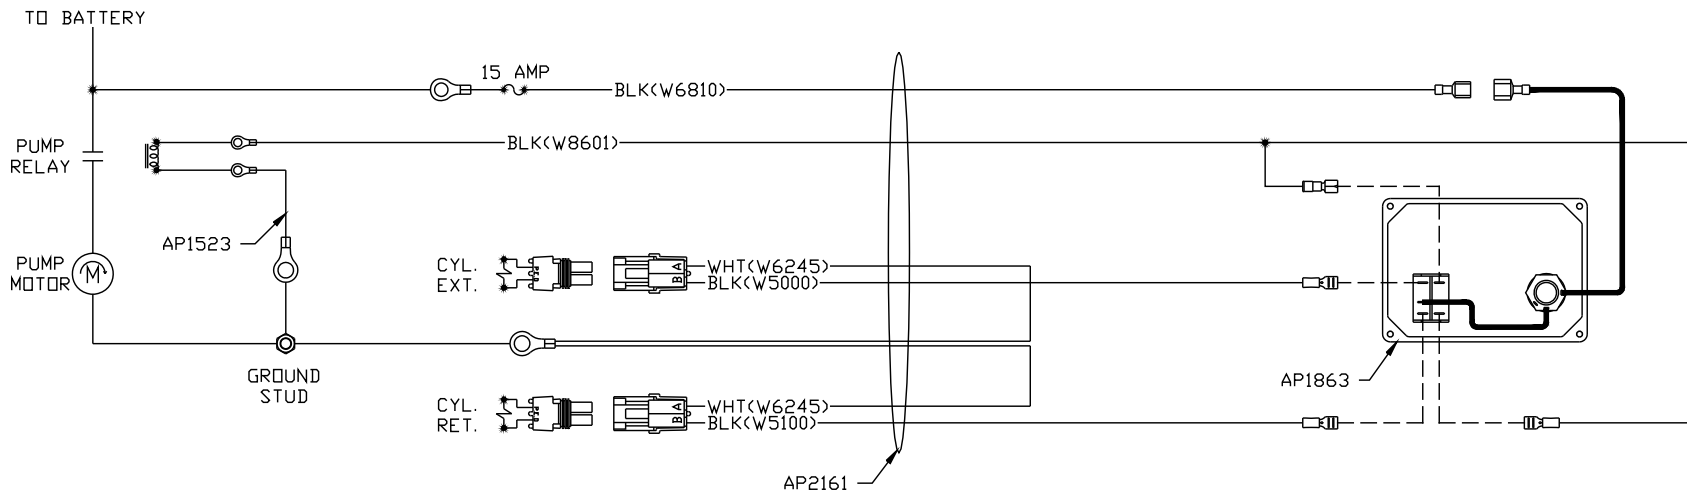 TO BATTERY
15 AMP
BLK(W6810)
PUMP
RELAY
BLK(W8601)
AP1523
PUMP
MOTOR
M
CYL.
EXT.
A
B
WHT(W6245)
BLK(W5000)
GROUND
STUD
AP1863
CYL.
RET.
A
B
WHT(W6245)
BLK(W5100)
AP2161